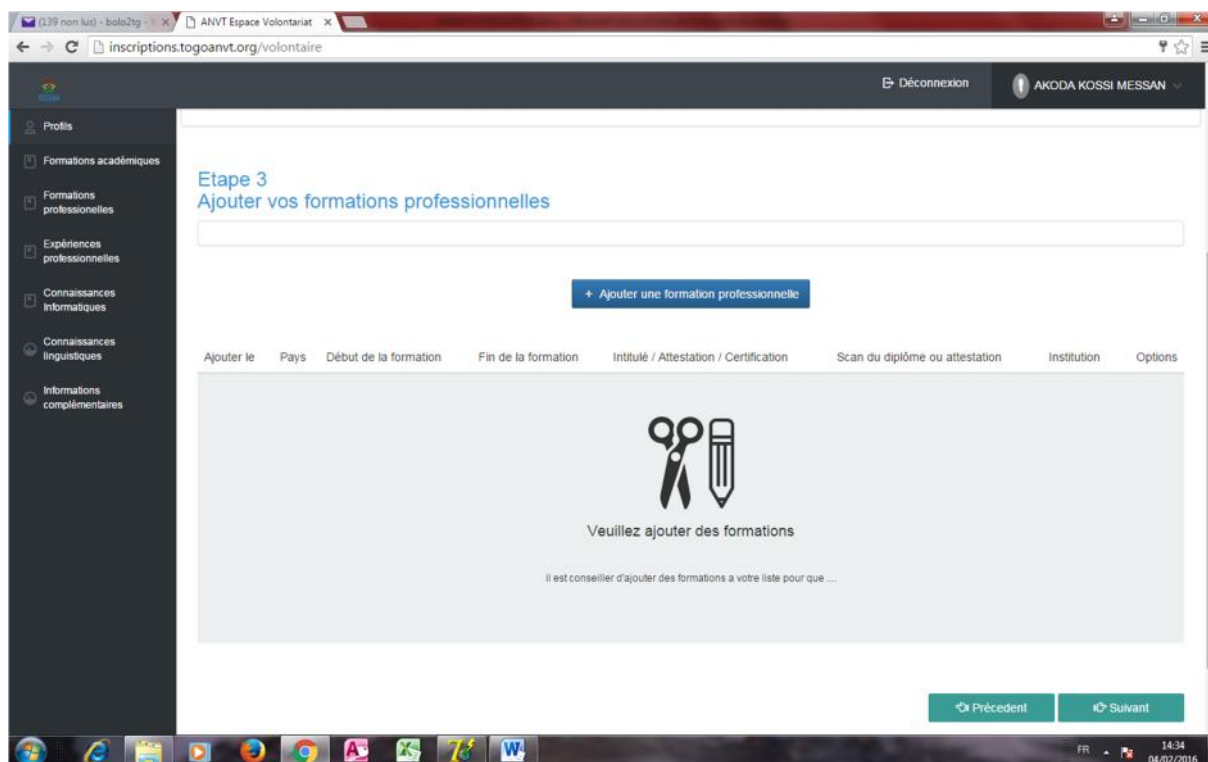 (139 non lus) - bolo2tg -
ANVT Espace Volontariat
inscriptions.togoanvt.org/volontaire
Déconnexion
AKODA KOSSI MESSAN
Profils
Formations académiques
Formations
professionelles
Expériences
professionnelles
Connaissances
Informatiques
Connaissances
linguistiques
Informations
complémentaires
Etape 3
Ajouter vos formations professionnelles
+ Ajouter une formation professionnelle
Ajouter le Pays Début de la formation Fin de la formation Intitulé / Attestation / Certification Scan du diplôme ou attestation Institution Options
Veuillez ajouter des formations
Il est conseiller d'ajouter des formations a votre liste pour que ....
Précedent
Suivant
FR
14:34
04/02/2016